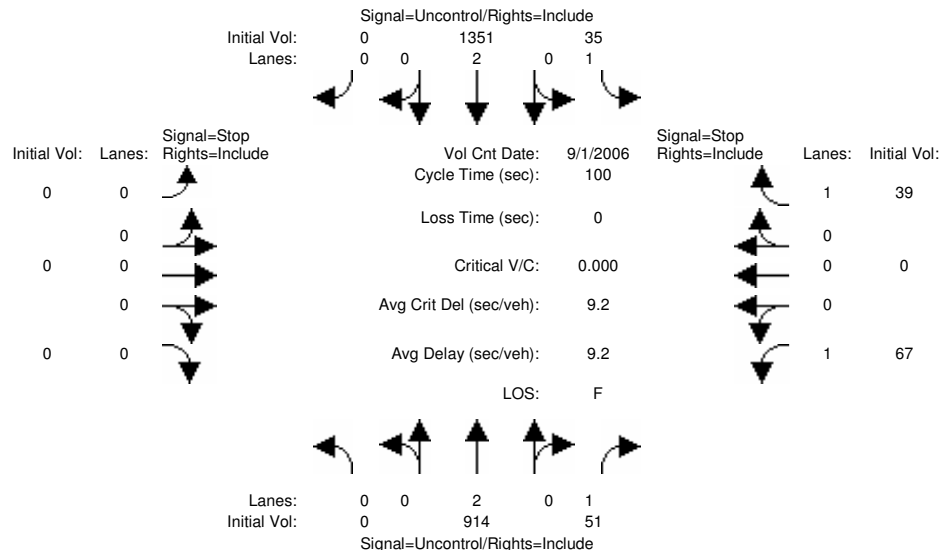 Signal=Uncontrol/Rights=Include
Initial Vol: 0 1351 35
Lanes: 0 0 2 0 1
Signal=Stop Signal=Stop
Initial Vol: Lanes: Rights=Include Vol Cnt Date: 9/1/2006 Rights=Include Lanes: Initial Vol:
Cycle Time (sec): 100
0 0 1 39
Loss Time (sec): 0
0 0
0 0 Critical V/C: 0.000 0 0
0 Avg Crit Del (sec/veh): 9.2 0
0 0 Avg Delay (sec/veh): 9.2 1 67
LOS: F
Lanes: 0 0 2 0 1
Initial Vol: 0 914 51
Signal=Uncontrol/Rights=Include